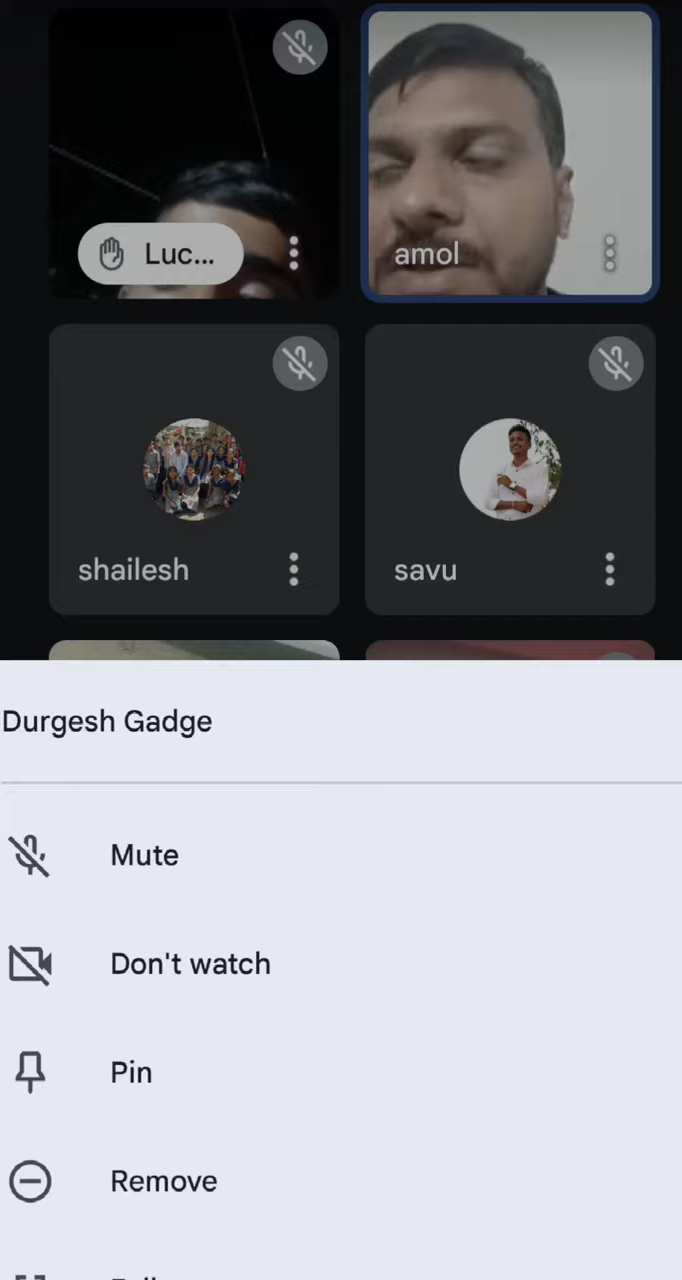 Luc...
amol
shailesh
savu
Durgesh Gadge
Mute
Don't watch
Pin
Remove